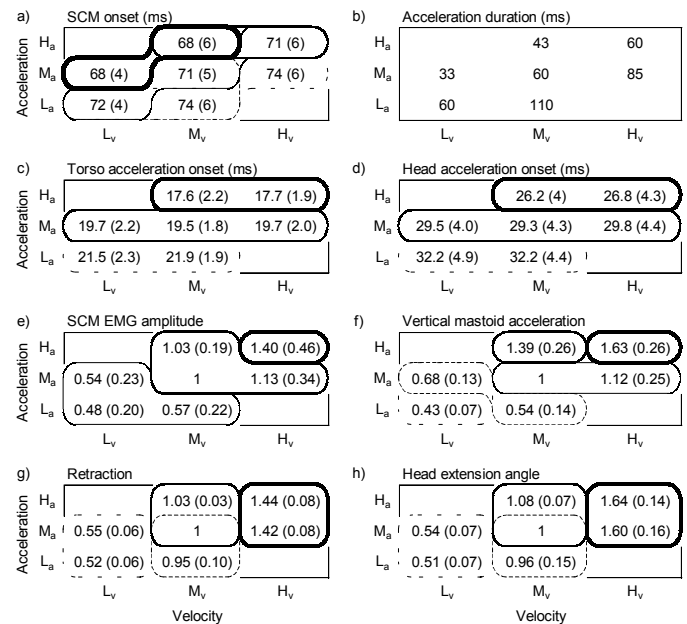 a) SCM onset (ms)
b) Acceleration duration (ms)
Acceleration
Hₐ 68 (6) 71 (6)
Mₐ 68 (4) 71 (5) 74 (6)
Lₐ 72 (4) 74 (6)
Lᵥ Mᵥ Hᵥ
43 60
33 60 85
60 110
Lᵥ Mᵥ Hᵥ
c) Torso acceleration onset (ms)
d) Head acceleration onset (ms)
Acceleration
Hₐ 17.6 (2.2) 17.7 (1.9)
Mₐ 19.7 (2.2) 19.5 (1.8) 19.7 (2.0)
Lₐ 21.5 (2.3) 21.9 (1.9)
Lᵥ Mᵥ Hᵥ
Hₐ 26.2 (4) 26.8 (4.3)
Mₐ 29.5 (4.0) 29.3 (4.3) 29.8 (4.4)
Lₐ 32.2 (4.9) 32.2 (4.4)
Lᵥ Mᵥ Hᵥ
e) SCM EMG amplitude
f) Vertical mastoid acceleration
Acceleration
Hₐ 1.03 (0.19) 1.40 (0.46)
Mₐ 0.54 (0.23) 1 1.13 (0.34)
Lₐ 0.48 (0.20) 0.57 (0.22)
Lᵥ Mᵥ Hᵥ
Hₐ 1.39 (0.26) 1.63 (0.26)
Mₐ 0.68 (0.13) 1 1.12 (0.25)
Lₐ 0.43 (0.07) 0.54 (0.14)
Lᵥ Mᵥ Hᵥ
g) Retraction
h) Head extension angle
Acceleration
Hₐ 1.03 (0.03) 1.44 (0.08)
Mₐ 0.55 (0.06) 1 1.42 (0.08)
Lₐ 0.52 (0.06) 0.95 (0.10)
Lᵥ Mᵥ Hᵥ
Velocity
Hₐ 1.08 (0.07) 1.64 (0.14)
Mₐ 0.54 (0.07) 1 1.60 (0.16)
Lₐ 0.51 (0.07) 0.96 (0.15)
Lᵥ Mᵥ Hᵥ
Velocity